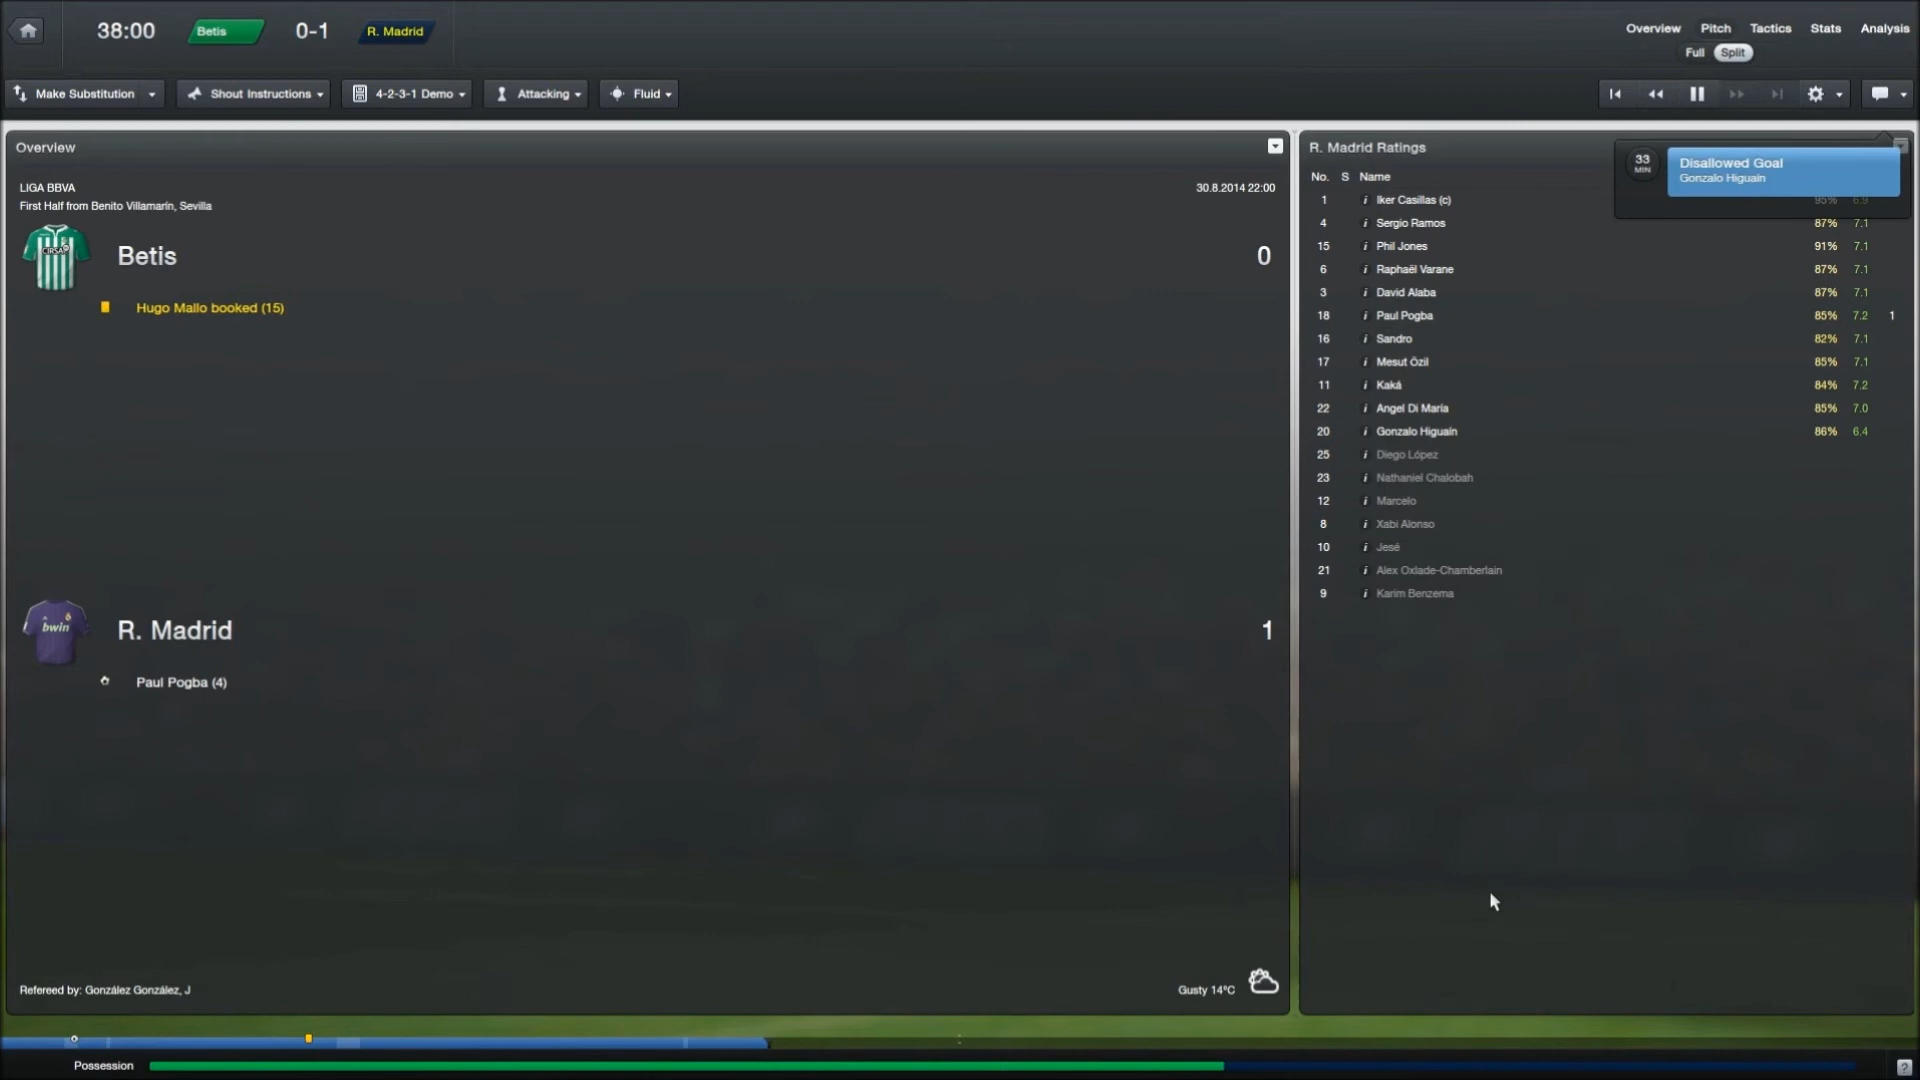 38:00 Betis 0-1 R. Madrid
Overview Pitch Tactics Stats Analysis
Full Split
Make Substitution Shout Instructions 4-2-3-1 Demo Attacking Fluid
Overview
LIGA BBVA 30.8.2014 22:00
First Half from Benito Villamarín, Sevilla
CIRSA
Betis 0
Hugo Mallo booked (15)
bwin
R. Madrid 1
Paul Pogba (4)
Refereed by: González González, J
Gusty 14°C
R. Madrid Ratings
33 MIN
Disallowed Goal
Gonzalo Higuaín
No. S Name
1 i Iker Casillas (c) 95% 6.9
4 i Sergio Ramos 87% 7.1
15 i Phil Jones 91% 7.1
6 i Raphaël Varane 87% 7.1
3 i David Alaba 87% 7.1
18 i Paul Pogba 85% 7.2 1
16 i Sandro 82% 7.1
17 i Mesut Özil 85% 7.1
11 i Kaká 84% 7.2
22 i Angel Di María 85% 7.0
20 i Gonzalo Higuaín 86% 6.4
25 i Diego López
23 i Nathaniel Chalobah
12 i Marcelo
8 i Xabi Alonso
10 i Jesé
21 i Alex Oxlade-Chamberlain
9 i Karim Benzema
Possession
?